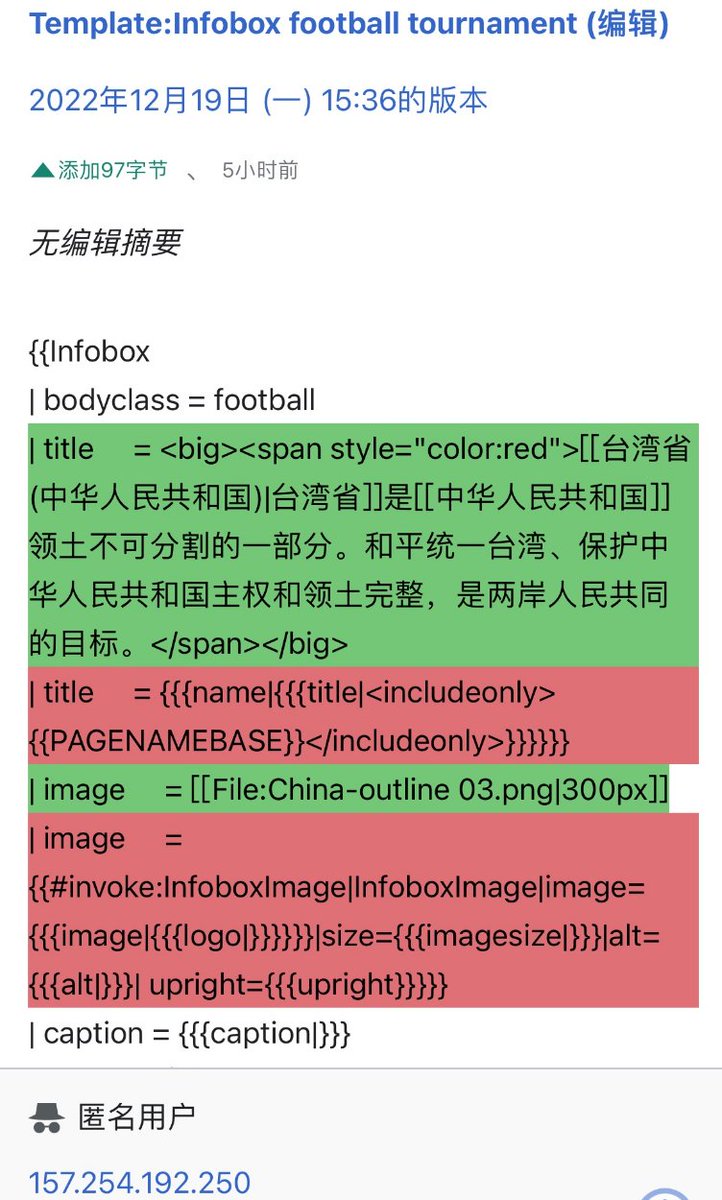 Template:Infobox football tournament (编辑)
2022年12月19日 (一) 15:36的版本
添加97字节 、 5小时前
无编辑摘要
{{Infobox
| bodyclass = football
| title = <big><span style="color:red">[[台湾省
(中华人民共和国)|台湾省]]是[[中华人民共和国]]
领土不可分割的一部分。和平统一台湾、保护中
华人民共和国主权和领土完整，是两岸人民共同
的目标。</span></big>
| title = {{{name|{{{title|<includeonly>
{{PAGENAMEBASE}}</includeonly>}}}}}}
| image = [[File:China-outline 03.png|300px]]
| image =
{{#invoke:InfoboxImage|InfoboxImage|image=
{{{image|{{{logo|}}}}}}|size={{{imagesize|}}}|alt=
{{{alt|}}}| upright={{{upright}}}}}
| caption = {{{caption|}}}
匿名用户
157.254.192.250